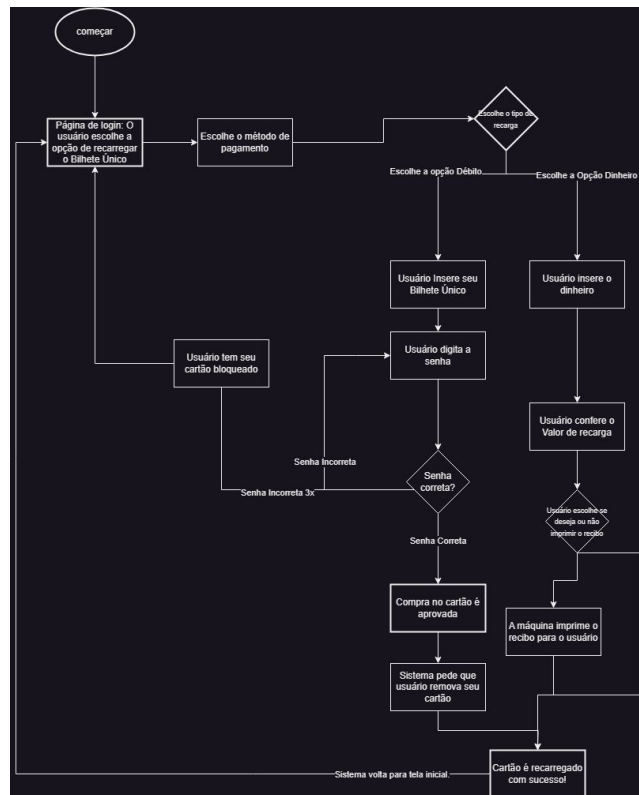 começar
Página de login: O
usuário escolhe a
opção de recarregar
o Bilhete Único
Escolhe o método de
pagamento
Escolhe o tipo de
recarga
Escolhe a opção Débito
Escolhe a Opção Dinheiro
Usuário Insere seu
Bilhete Único
Usuário insere o
dinheiro
Usuário tem seu
cartão bloqueado
Usuário digita a
senha
Usuário confere o
Valor de recarga
Senha Incorreta
Senha
correta?
Senha Incorreta 3x
Usuário escolhe se
deseja ou não
imprimir o recibo
Senha Correta
Compra no cartão é
aprovada
A máquina imprime o
recibo para o usuário
Sistema pede que
usuário remova seu
cartão
Cartão é recarregado
com sucesso!
Sistema volta para tela inicial.